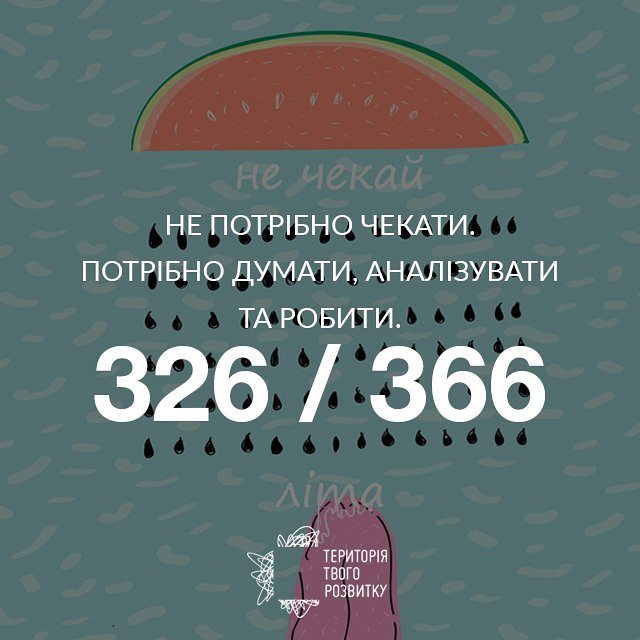 не чекай
НЕ ПОТРІБНО ЧЕКАТИ.
ПОТРІБНО ДУМАТИ, АНАЛІЗУВАТИ
ТА РОБИТИ.
326 / 366
літа
ТЕРИТОРІЯ
ТВОГО
РОЗВИТКУ